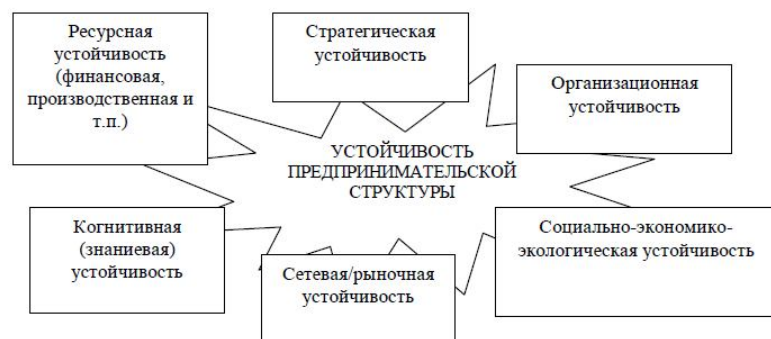 Ресурсная
устойчивость
(финансовая,
производственная и
т.п.)
Стратегическая
устойчивость
Организационная
устойчивость
УСТОЙЧИВОСТЬ
ПРЕДПРИНИМАТЕЛЬСКОЙ
СТРУКТУРЫ
Когнитивная
(знаниевая)
устойчивость
Сетевая/рыночная
устойчивость
Социально-экономико-
экологическая устойчивость